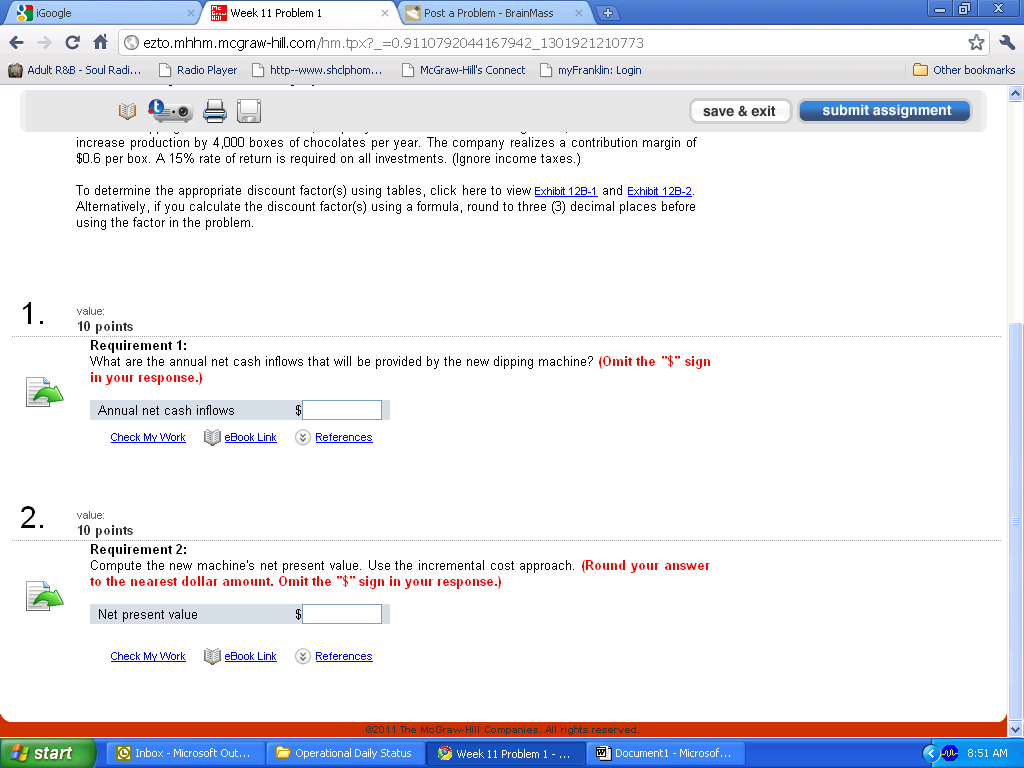 iGoogle
Week 11 Problem 1
Post a Problem - BrainMass
ezto.mhhm.mcgraw-hill.com/hm.tpx?_=0.9110792044167942_1301921210773
Adult R&B - Soul Radi...
Radio Player
http--www.shclphom...
McGraw-Hill's Connect
myFranklin: Login
Other bookmarks
save & exit
submit assignment
increase production by 4,000 boxes of chocolates per year. The company realizes a contribution margin of
$0.6 per box. A 15% rate of return is required on all investments. (Ignore income taxes.)
To determine the appropriate discount factor(s) using tables, click here to view Exhibit 12B-1 and Exhibit 12B-2.
Alternatively, if you calculate the discount factor(s) using a formula, round to three (3) decimal places before
using the factor in the problem.
1.
value:
10 points
Requirement 1:
What are the annual net cash inflows that will be provided by the new dipping machine? (Omit the "$" sign
in your response.)
Annual net cash inflows $
Check My Work
eBook Link
References
2.
value:
10 points
Requirement 2:
Compute the new machine's net present value. Use the incremental cost approach. (Round your answer
to the nearest dollar amount. Omit the "$" sign in your response.)
Net present value $
Check My Work
eBook Link
References
©2011 The McGraw-Hill Companies. All rights reserved.
start
Inbox - Microsoft Out...
Operational Daily Status
Week 11 Problem 1 - ...
Document1 - Microsof...
8:51 AM